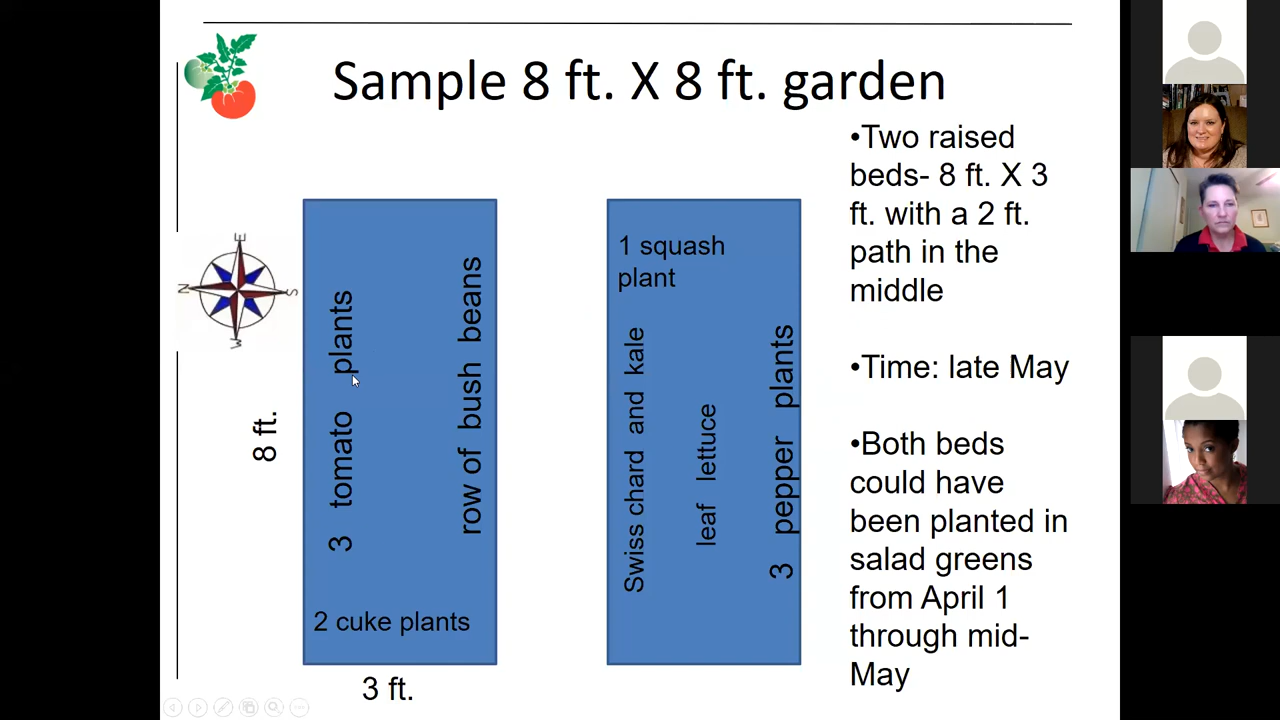 Sample 8 ft. X 8 ft. garden
E
N
S
W
8 ft.
3 tomato plants
row of bush beans
2 cuke plants
3 ft.
1 squash
plant
Swiss chard and kale
leaf lettuce
3 pepper plants
•Two raised
beds- 8 ft. X 3
ft. with a 2 ft.
path in the
middle
•Time: late May
•Both beds
could have
been planted in
salad greens
from April 1
through mid-
May